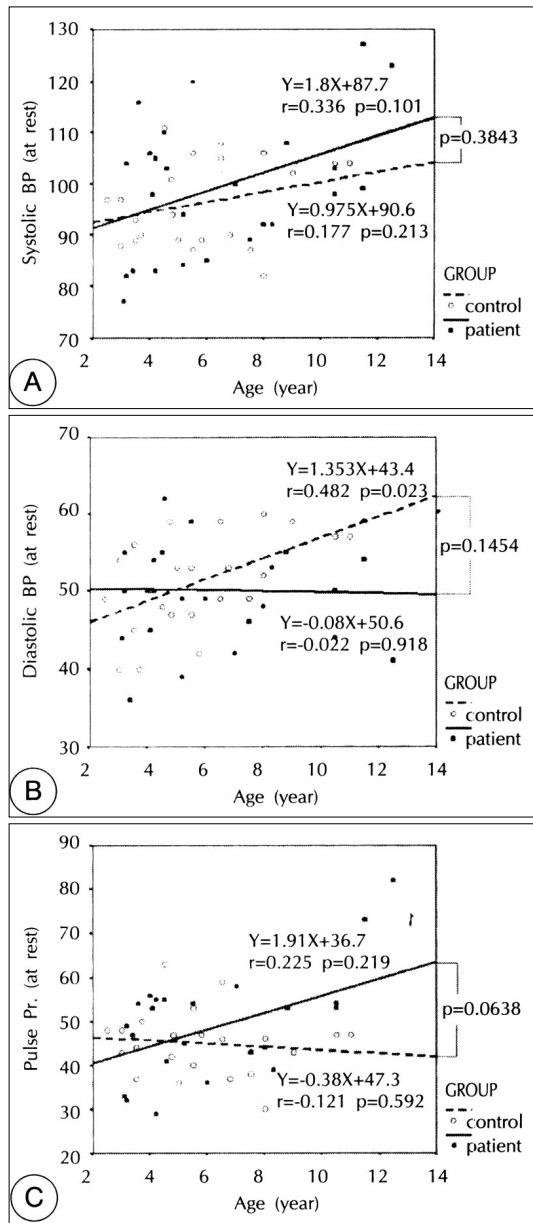 130
120
110
100
90
80
70
Systolic BP (at rest)
Y=1.8X+87.7
r=0.336 p=0.101
p=0.3843
Y=0.975X+90.6
r=0.177 p=0.213
GROUP
control
patient
2 4 6 8 10 12 14
Age (year)
A
70
60
50
40
30
Diastolic BP (at rest)
Y=1.353X+43.4
r=0.482 p=0.023
p=0.1454
Y=-0.08X+50.6
r=-0.022 p=0.918
GROUP
control
patient
2 4 6 8 10 12 14
Age (year)
B
90
80
70
60
50
40
30
20
Pulse Pr. (at rest)
Y=1.91X+36.7
r=0.225 p=0.219
p=0.0638
Y=-0.38X+47.3
r=-0.121 p=0.592
GROUP
control
patient
2 4 6 8 10 12 14
Age (year)
C